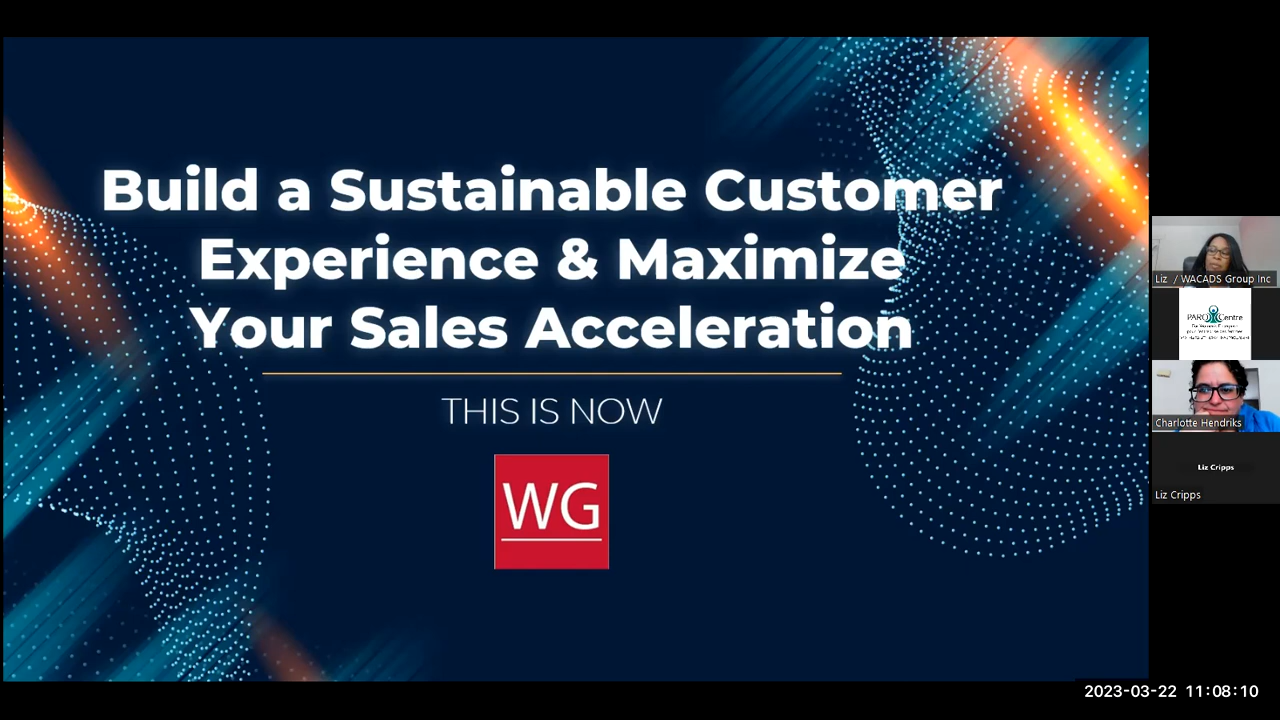 Build a Sustainable Customer
Experience & Maximize
Your Sales Acceleration
THIS IS NOW
WG
Liz / WACADS Group Inc
PARO Centre
Charlotte Hendriks
Liz Cripps
Liz Cripps
2023-03-22 11:08:10